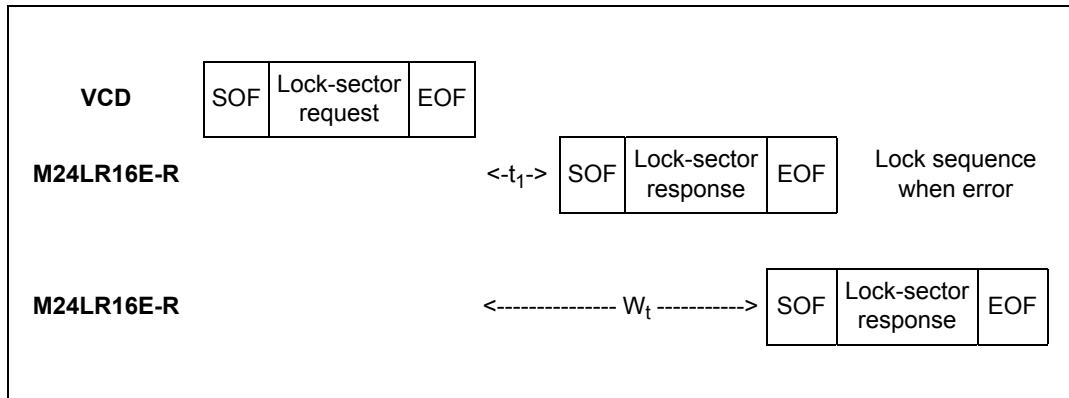 VCD SOF Lock-sector request EOF
M24LR16E-R <-t1-> SOF Lock-sector response EOF Lock sequence when error
M24LR16E-R <--------------- Wt -----------> SOF Lock-sector response EOF